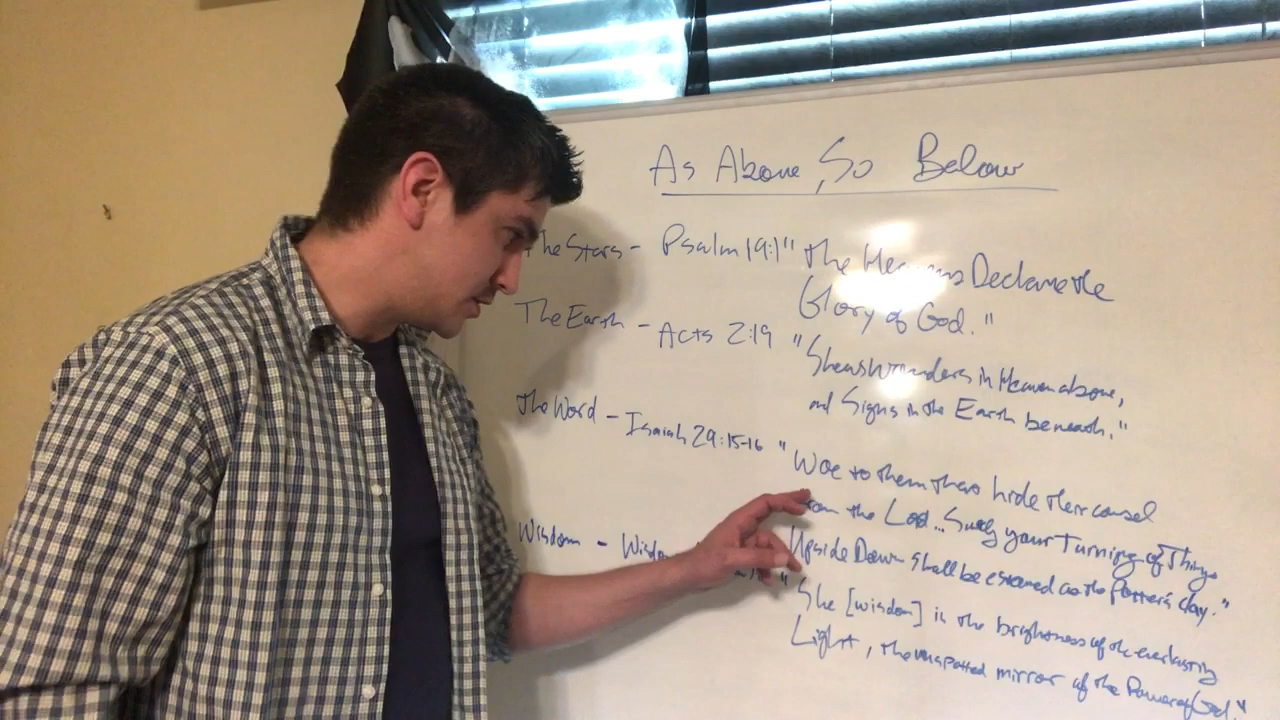 As Above, So Below
The Stars - Psalm 19:1 "The Heavens Declare the
Glory of God."
The Earth - Acts 2:19 "Shews Wonders in Heaven above,
and Signs in the Earth beneath."
The Word - Isaiah 29:15-16 "Woe to them that hide their counsel
from the Lord... Surely your Turning of Things
Upside Down shall be esteemed as the potter's clay."
Wisdom - "She [wisdom] is the brightness of the everlasting
Light, the unspotted mirror of the Power of God."